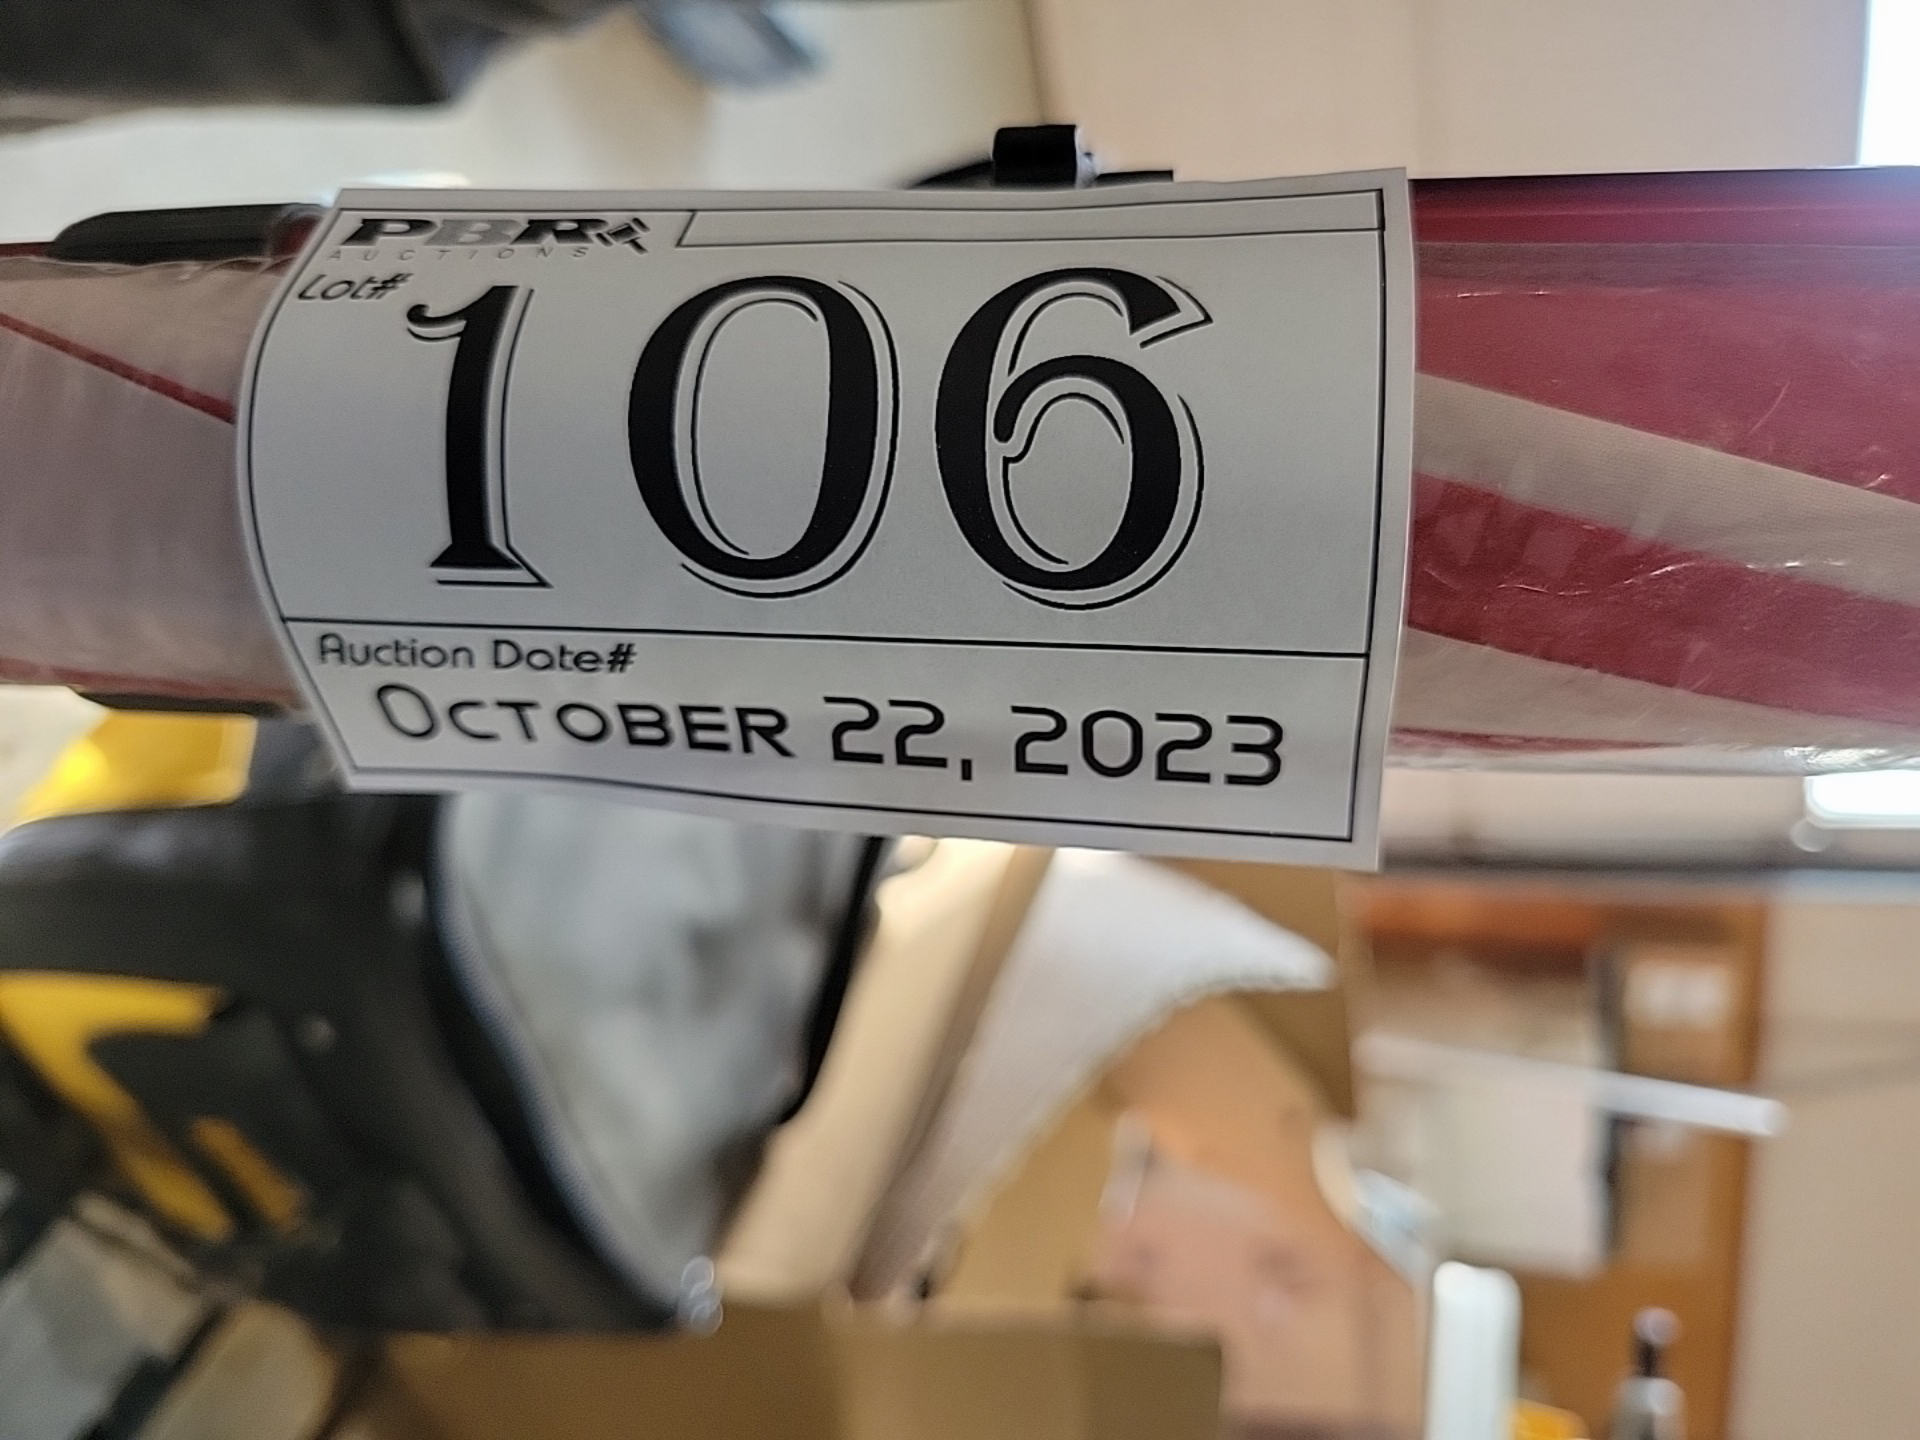 PBR
AUCTIONS
Lot#
106
Auction Date#
October 22, 2023